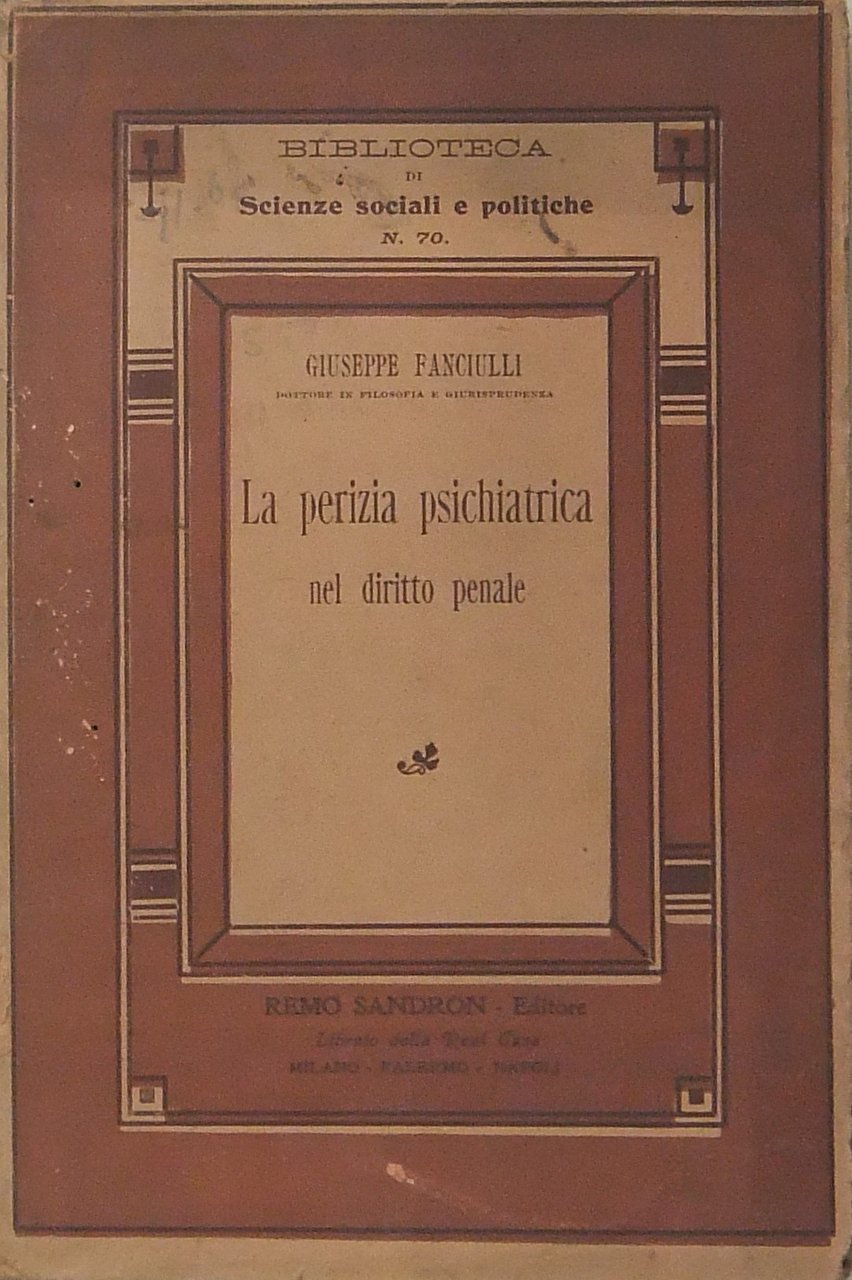 BIBLIOTECA
DI
Scienze sociali e politiche
N. 70.
GIUSEPPE FANCIULLI
DOTTORE IN FILOSOFIA E GIURISPRUDENZA
La perizia psichiatrica
nel diritto penale
REMO SANDRON - Editore
Libraio della Real Casa
MILANO - PALERMO - NAPOLI